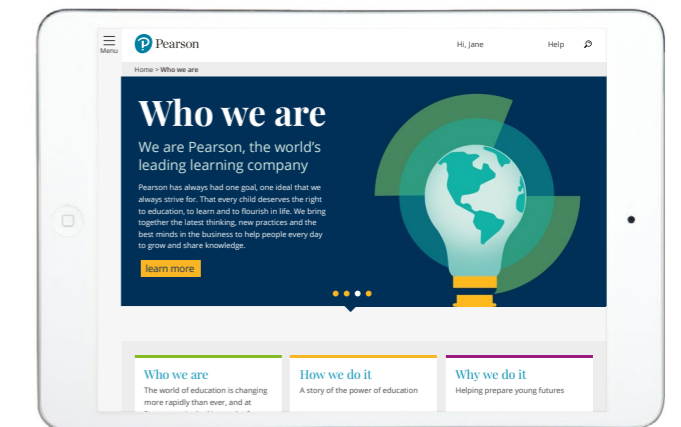 Menu
Pearson
Hi, Jane
Help
Home > Who we are
Who we are
We are Pearson, the world's
leading learning company
Pearson has always had one goal, one ideal that we
always strive for. That every child deserves the right
to education, to learn and to flourish in life. We bring
together the latest thinking, new practices and the
best minds in the business to help people every day
to grow and share knowledge.
learn more
Who we are
The world of education is changing
more rapidly than ever, and at
How we do it
A story of the power of education
Why we do it
Helping prepare young futures